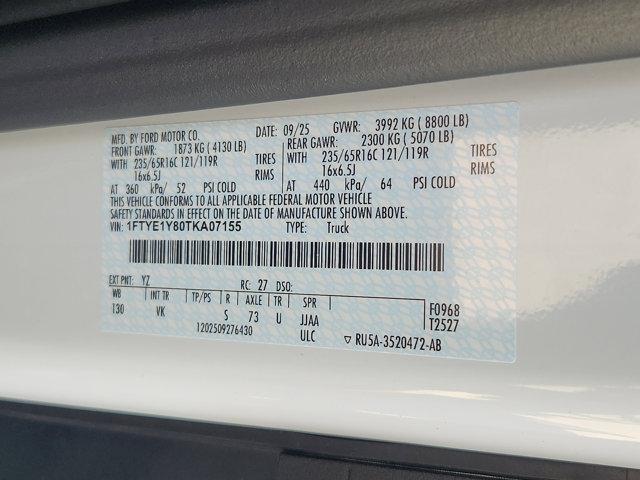 MFD. BY FORD MOTOR CO. DATE: 09/25 GVWR: 3992 KG ( 8800 LB)
FRONT GAWR: 1873 KG ( 4130 LB) REAR GAWR: 2300 KG ( 5070 LB)
WITH 235/65R16C 121/119R TIRES WITH 235/65R16C 121/119R TIRES
16x6.5J RIMS 16x6.5J RIMS
AT 360 kPa/ 52 PSI COLD AT 440 kPa/ 64 PSI COLD
THIS VEHICLE CONFORMS TO ALL APPLICABLE FEDERAL MOTOR VEHICLE
SAFETY STANDARDS IN EFFECT ON THE DATE OF MANUFACTURE SHOWN ABOVE.
VIN: 1FTYE1Y80TKA07155 TYPE: Truck
EXT PNT: YZ RC: 27 DSO:
WB INT TR TP/PS R AXLE TR SPR F0968
130 VK S 73 U JJAA T2527
1202509276430 ULC RU5A-3520472-AB